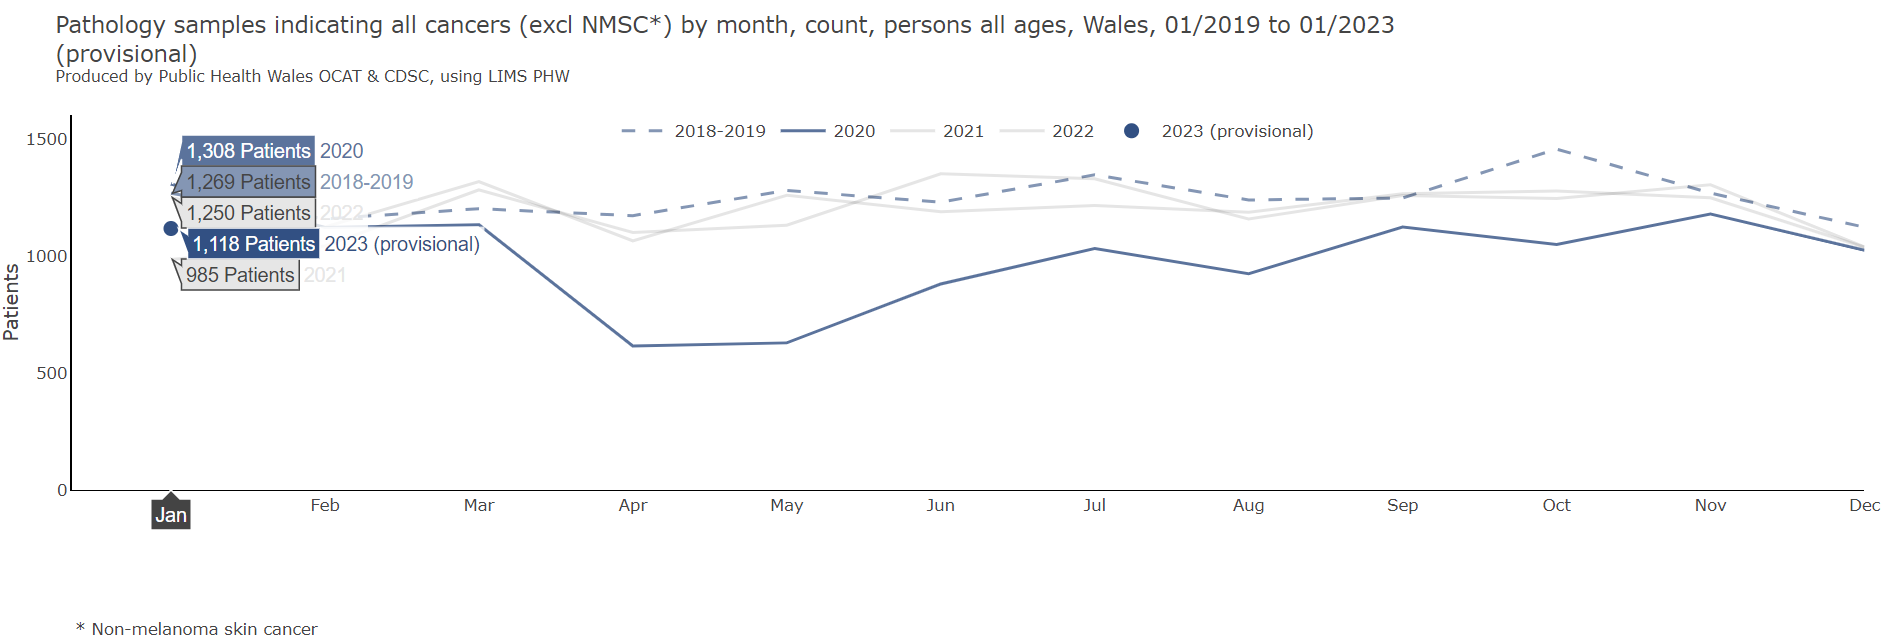 Pathology samples indicating all cancers (excl NMSC*) by month, count, persons all ages, Wales, 01/2019 to 01/2023
(provisional)
Produced by Public Health Wales OCAT & CDSC, using LIMS PHW
2018-2019
2020
2021
2022
2023 (provisional)
1500
1000
500
0
Patients
1,308 Patients 2020
1,269 Patients 2018-2019
1,250 Patients 2022
1,118 Patients 2023 (provisional)
985 Patients 2021
Jan Feb Mar Apr May Jun Jul Aug Sep Oct Nov Dec
* Non-melanoma skin cancer